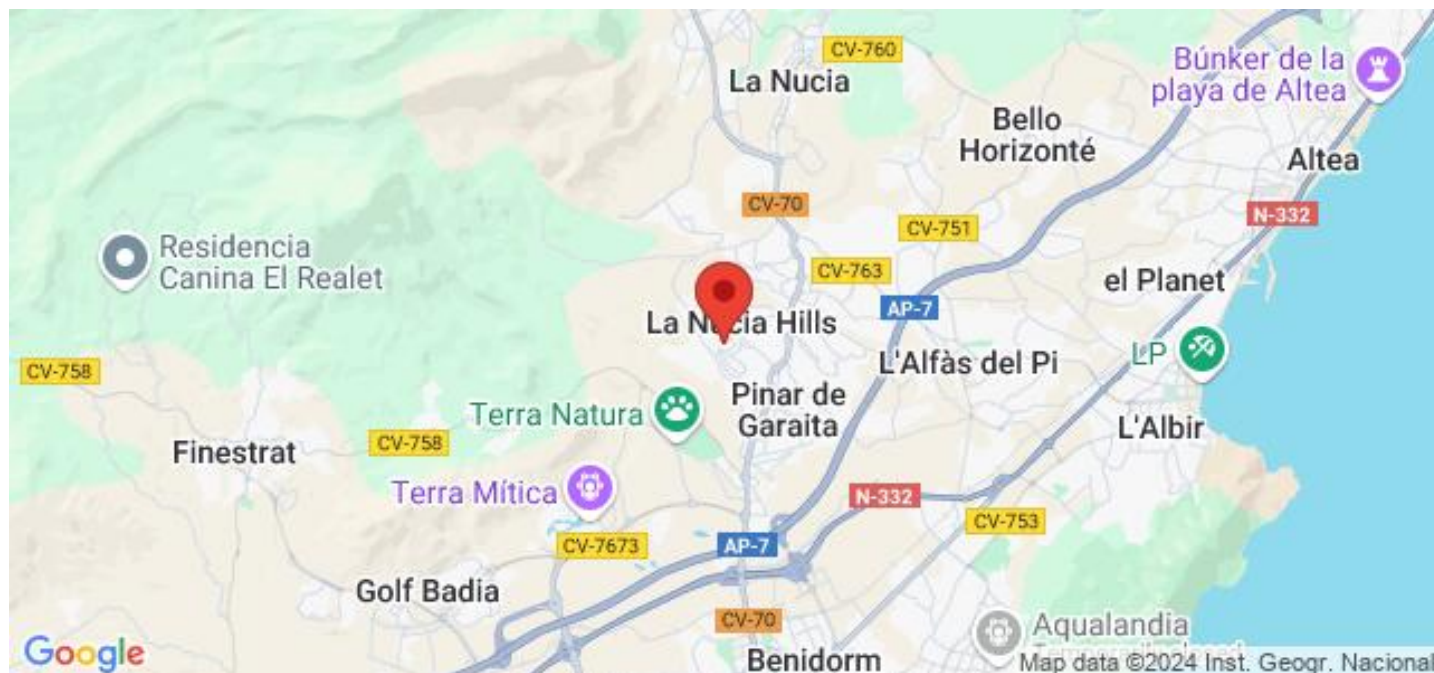 CV-760
La Nucia
Búnker de la
playa de Altea
Bello
Horizonté
Altea
CV-70
N-332
CV-751
Residencia
Canina El Realet
CV-763
el Planet
AP-7
La Nucia Hills
LP
L'Alfàs del Pi
CV-758
Pinar de
Garaita
Terra Natura
L'Albir
CV-758
Finestrat
Terra Mítica
N-332
CV-753
CV-7673
AP-7
Golf Badia
CV-70
Aqualandia
Google
Benidorm
Map data ©2024 Inst. Geogr. Nacional